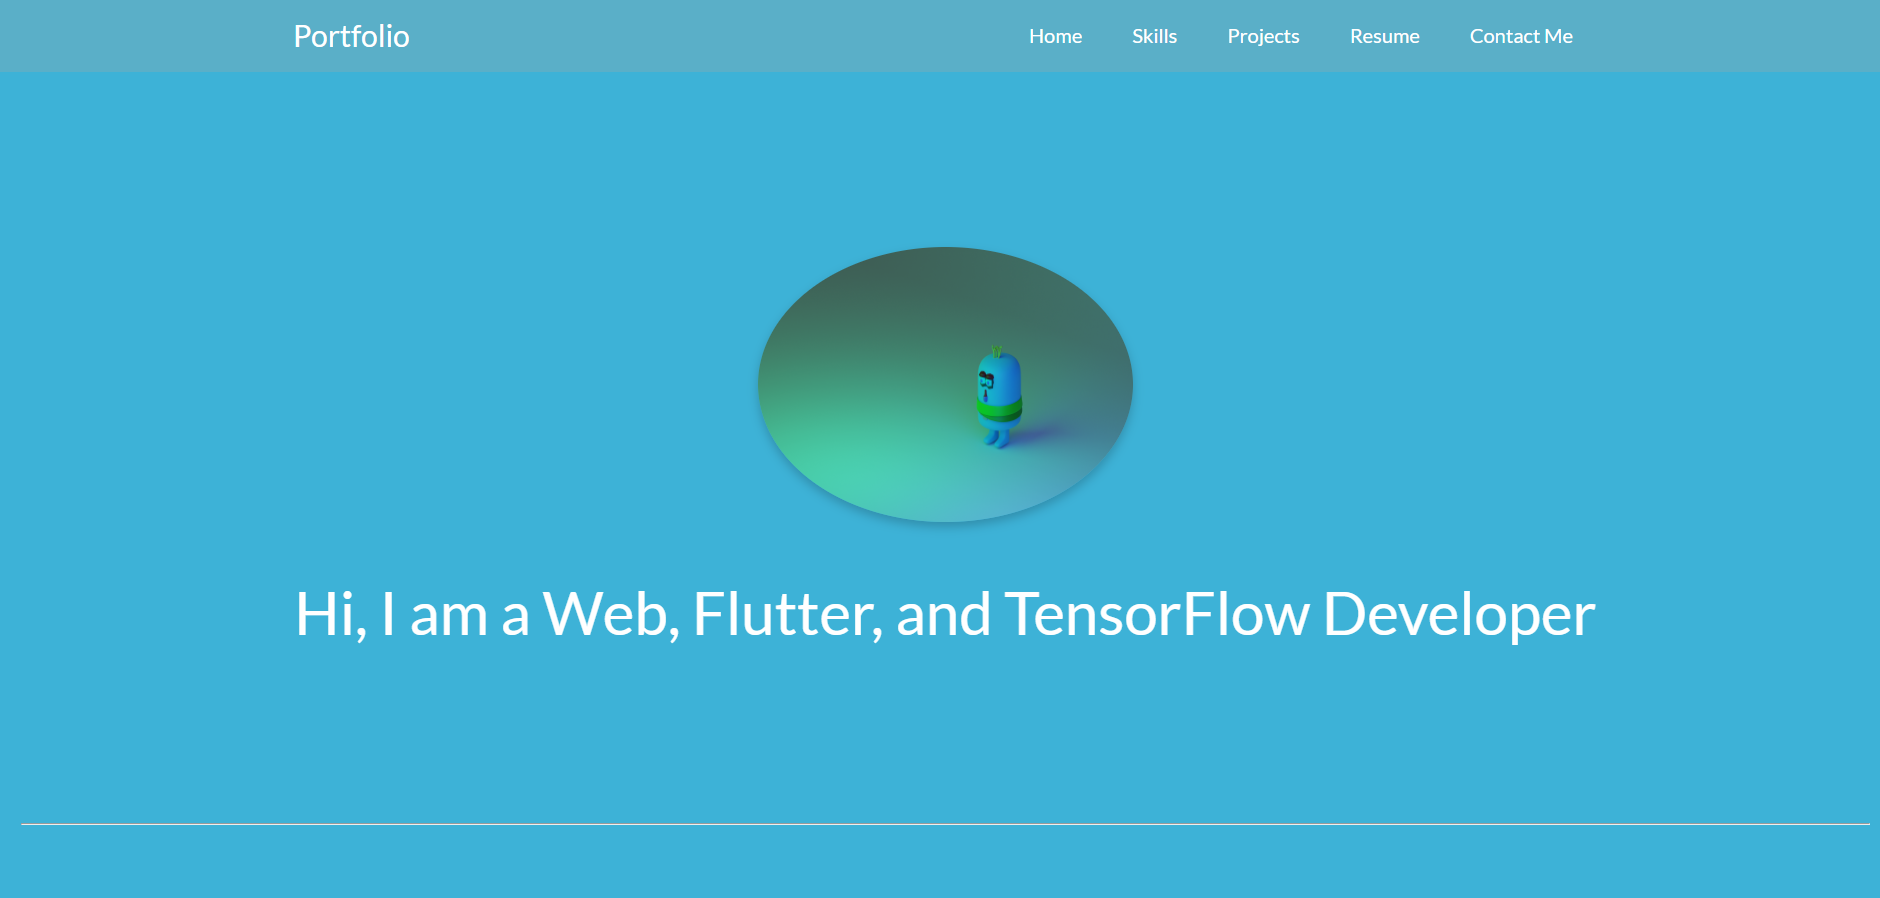 Portfolio
Home Skills Projects Resume Contact Me
Hi, I am a Web, Flutter, and TensorFlow Developer